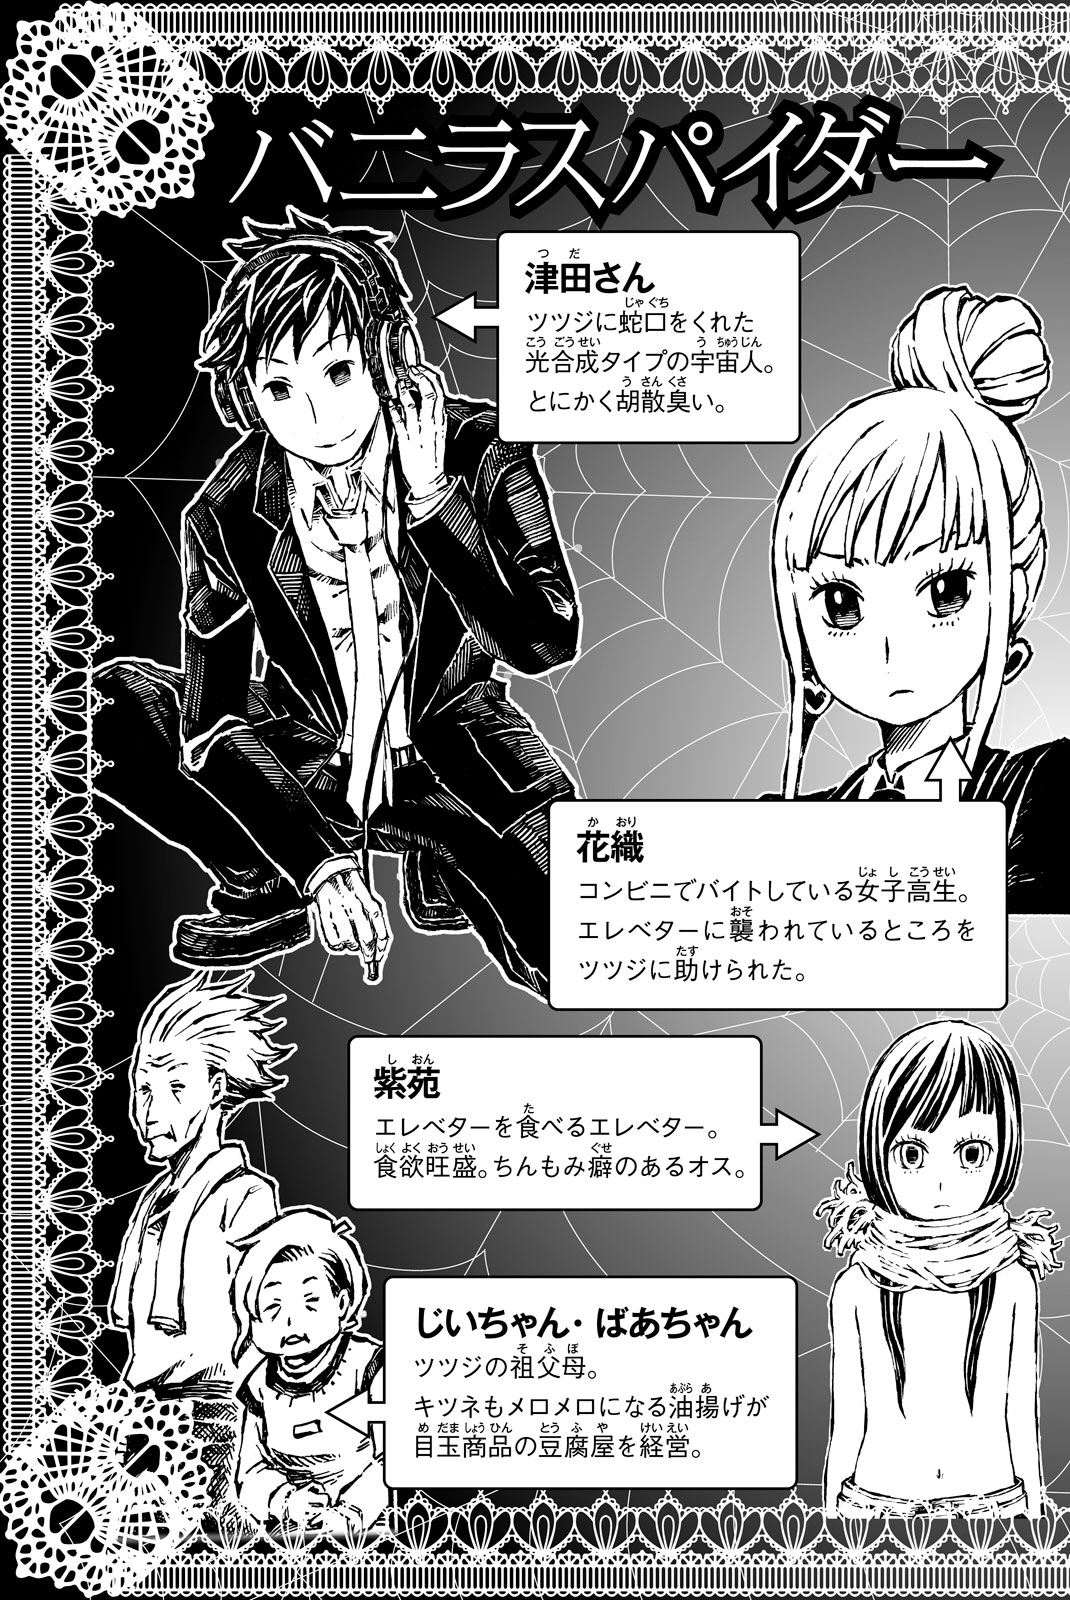 バニラスパイダー
津田さん
ツツジに蛇口をくれた
光合成タイプの宇宙人。
とにかく胡散臭い。
花織
コンビニでバイトしている女子高生。
エレベターに襲われているところを
ツツジに助けられた。
紫苑
エレベターを食べるエレベター。
食欲旺盛。ちんもみ癖のあるオス。
じいちゃん・ばあちゃん
ツツジの祖父母。
キツネもメロメロになる油揚げが
目玉商品の豆腐屋を経営。